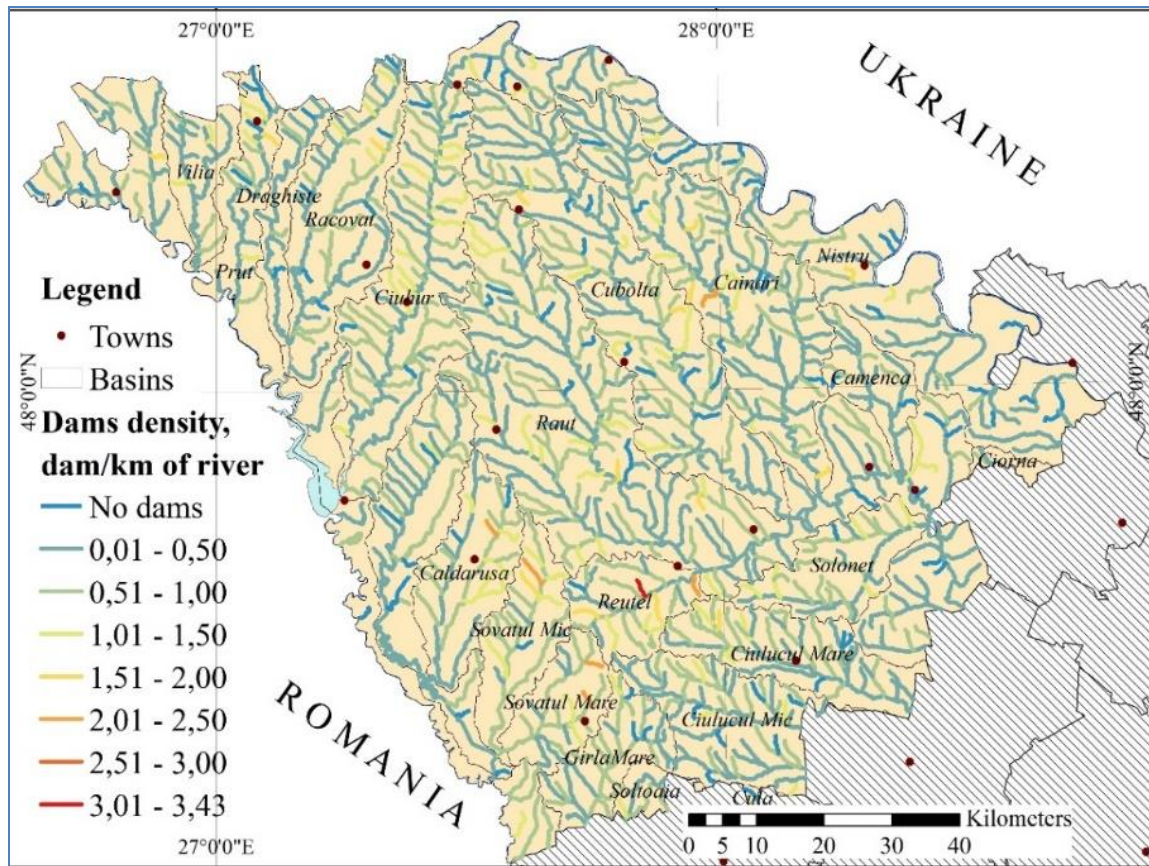 27°0'0"E
28°0'0"E
UKRAINE
Vilia
Draghiste
Racovat
Prut
Ciuhur
Cubolta
Cainari
Nistru
Legend
Towns
Basins
48°0'0"N
48°0'0"N
Camenca
Raut
Ciorna
Dams density,
dam/km of river
No dams
0,01 - 0,50
0,51 - 1,00
1,01 - 1,50
1,51 - 2,00
2,01 - 2,50
2,51 - 3,00
3,01 - 3,43
Caldarusa
Solonet
Reutel
Sovatul Mic
Ciulucul Mare
Sovatul Mare
Ciulucul Mic
GirlaMare
Soltoaia
Cula
ROMANIA
Kilometers
0 5 10 20 30 40
27°0'0"E